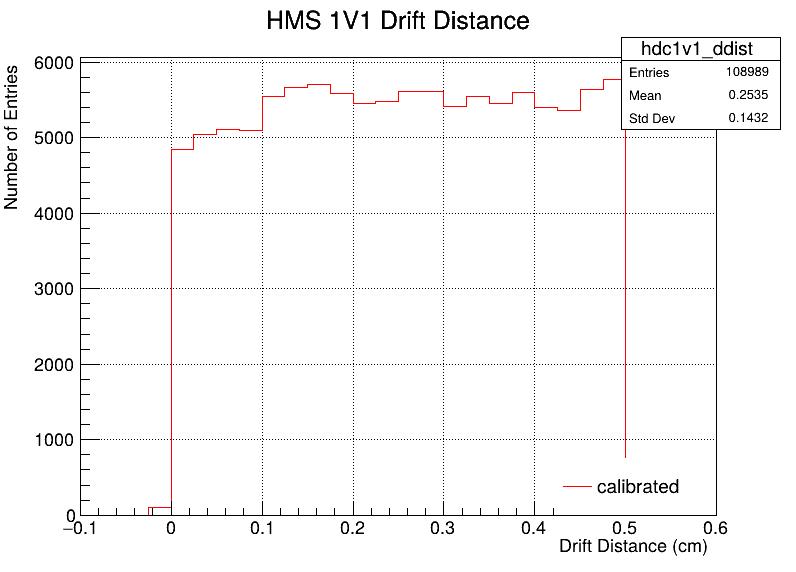 HMS 1V1 Drift Distance
hdc1v1_ddist
Entries 108989
Mean 0.2535
Std Dev 0.1432
Number of Entries
6000
5000
4000
3000
2000
1000
0
−0.1 0 0.1 0.2 0.3 0.4 0.5 0.6
Drift Distance (cm)
calibrated